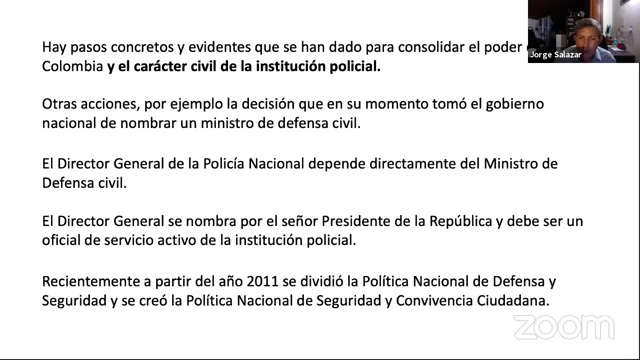 Hay pasos concretos y evidentes que se han dado para consolidar el poder
Colombia y el carácter civil de la institución policial.
Otras acciones, por ejemplo la decisión que en su momento tomó el gobierno
nacional de nombrar un ministro de defensa civil.
El Director General de la Policía Nacional depende directamente del Ministro de
Defensa civil.
El Director General se nombra por el señor Presidente de la República y debe ser un
oficial de servicio activo de la institución policial.
Recientemente a partir del año 2011 se dividió la Política Nacional de Defensa y
Seguridad y se creó la Política Nacional de Seguridad y Convivencia Ciudadana.
Jorge Salazar
zoom